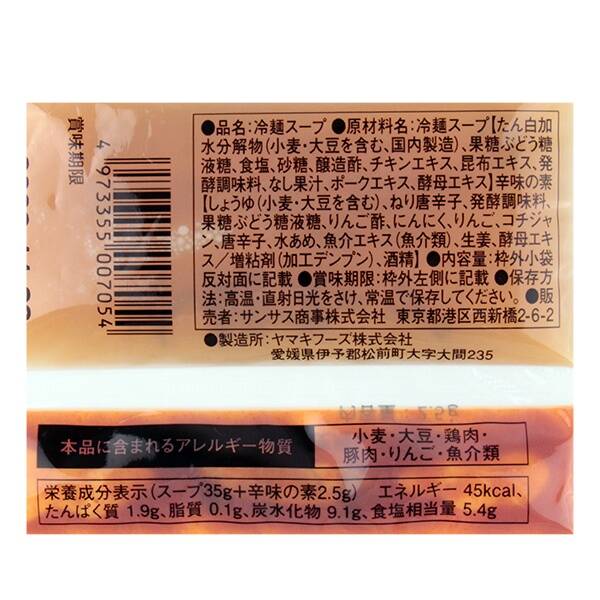 賞味期限
4973355007054
●品名:冷麺スープ ●原材料名:冷麺スープ【たん白加
水分解物(小麦・大豆を含む、国内製造)、果糖ぶどう糖
液糖、食塩、砂糖、醸造酢、チキンエキス、昆布エキス、発
酵調味料、なし果汁、ポークエキス、酵母エキス】辛味の素
【しょうゆ(小麦・大豆を含む)、ねり唐辛子、発酵調味料、
果糖ぶどう糖液糖、りんご酢、にんにく、りんご、コチジャ
ン、唐辛子、水あめ、魚介エキス(魚介類)、生姜、酵母エキ
ス/増粘剤(加工デンプン)、酒精】 ●内容量:枠外小袋
反対面に記載 ●賞味期限:枠外左側に記載 ●保存方
法:高温・直射日光をさけ、常温で保存してください。●販
売者:サンサス商事株式会社 東京都港区西新橋2-6-2
●製造所:ヤマキフーズ株式会社
愛媛県伊予郡松前町大字大間235
内容量:2.5g
本品に含まれるアレルギー物質
小麦・大豆・鶏肉・
豚肉・りんご・魚介類
栄養成分表示(スープ35g+辛味の素2.5g) エネルギー 45kcal、
たんぱく質 1.9g、脂質 0.1g、炭水化物 9.1g、食塩相当量 5.4g